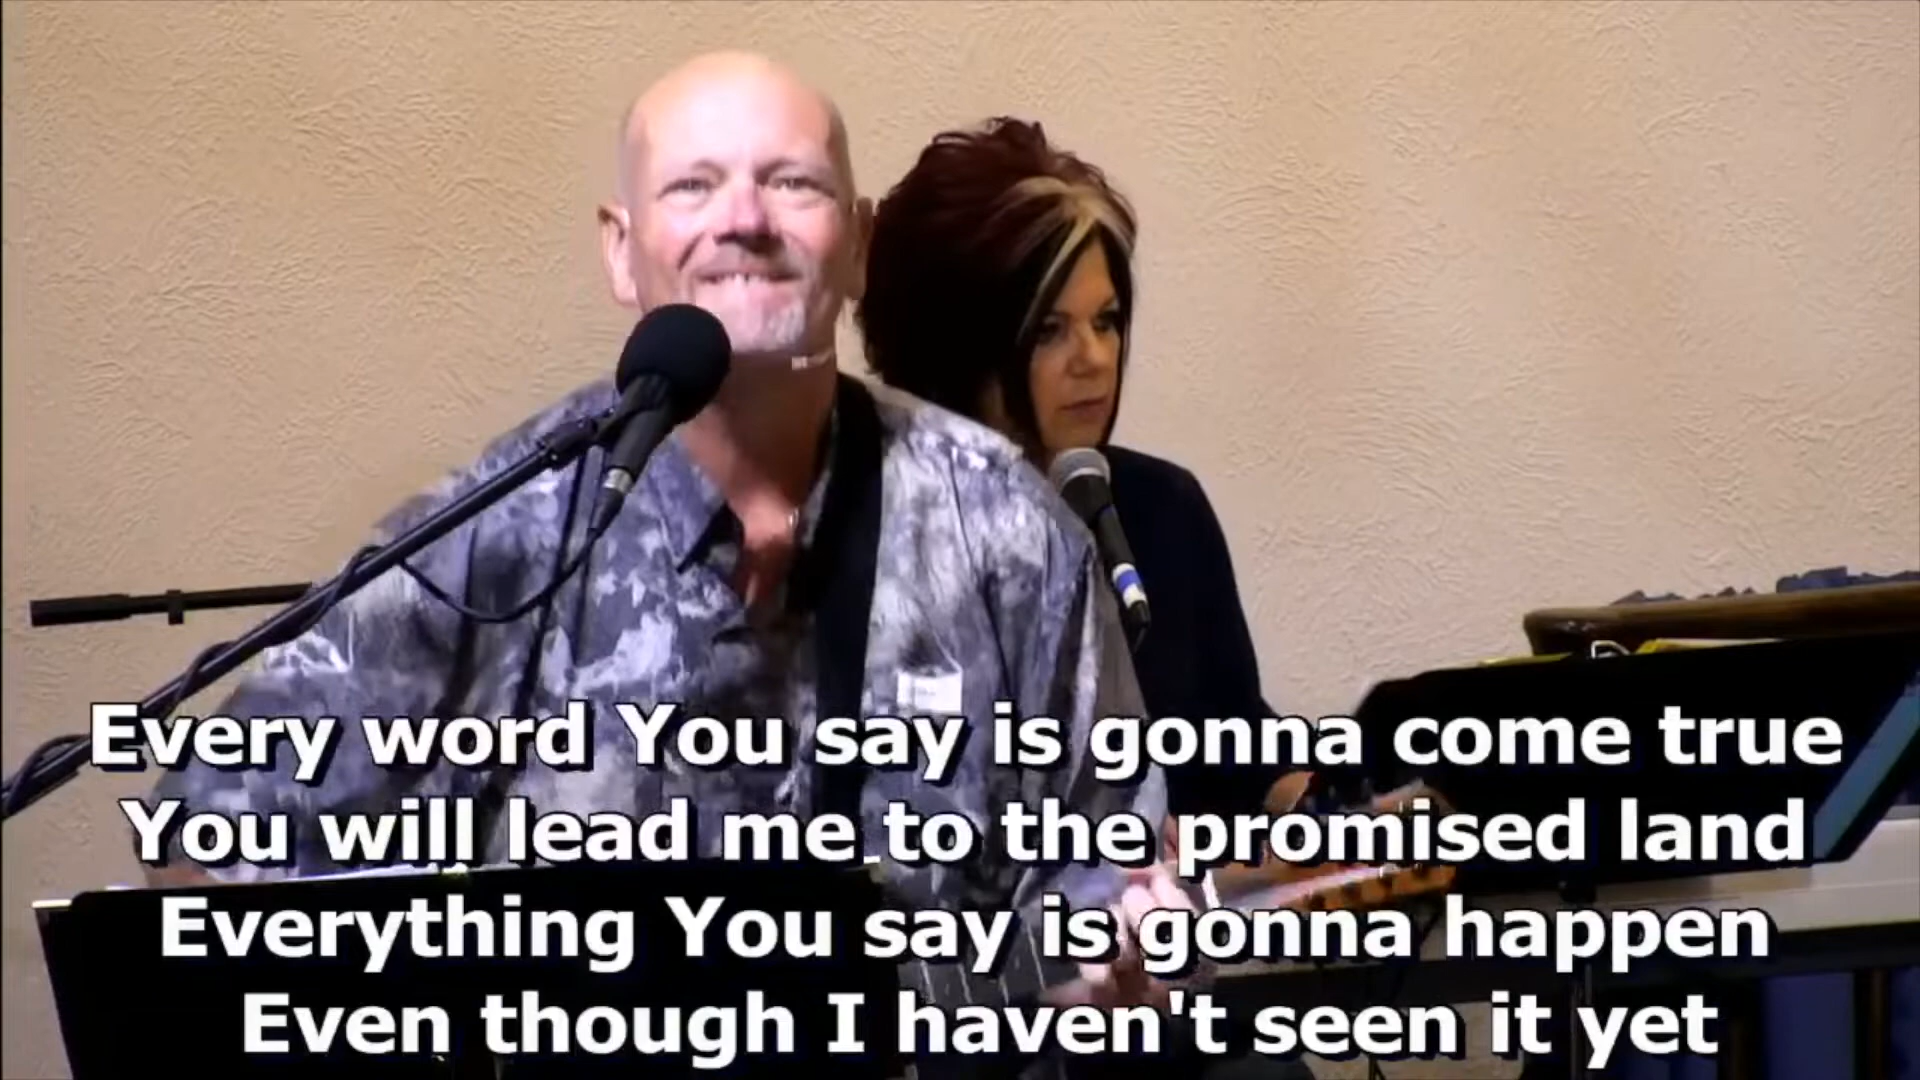 Every word You say is gonna come true
You will lead me to the promised land
Everything You say is gonna happen
Even though I haven't seen it yet